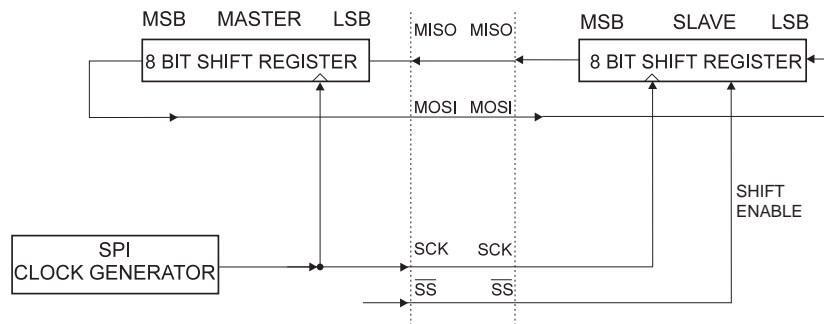 MSB MASTER LSB
MISO MISO
MSB SLAVE LSB
8 BIT SHIFT REGISTER
8 BIT SHIFT REGISTER
MOSI MOSI
SHIFT
ENABLE
SPI
CLOCK GENERATOR
SCK SCK
SS SS